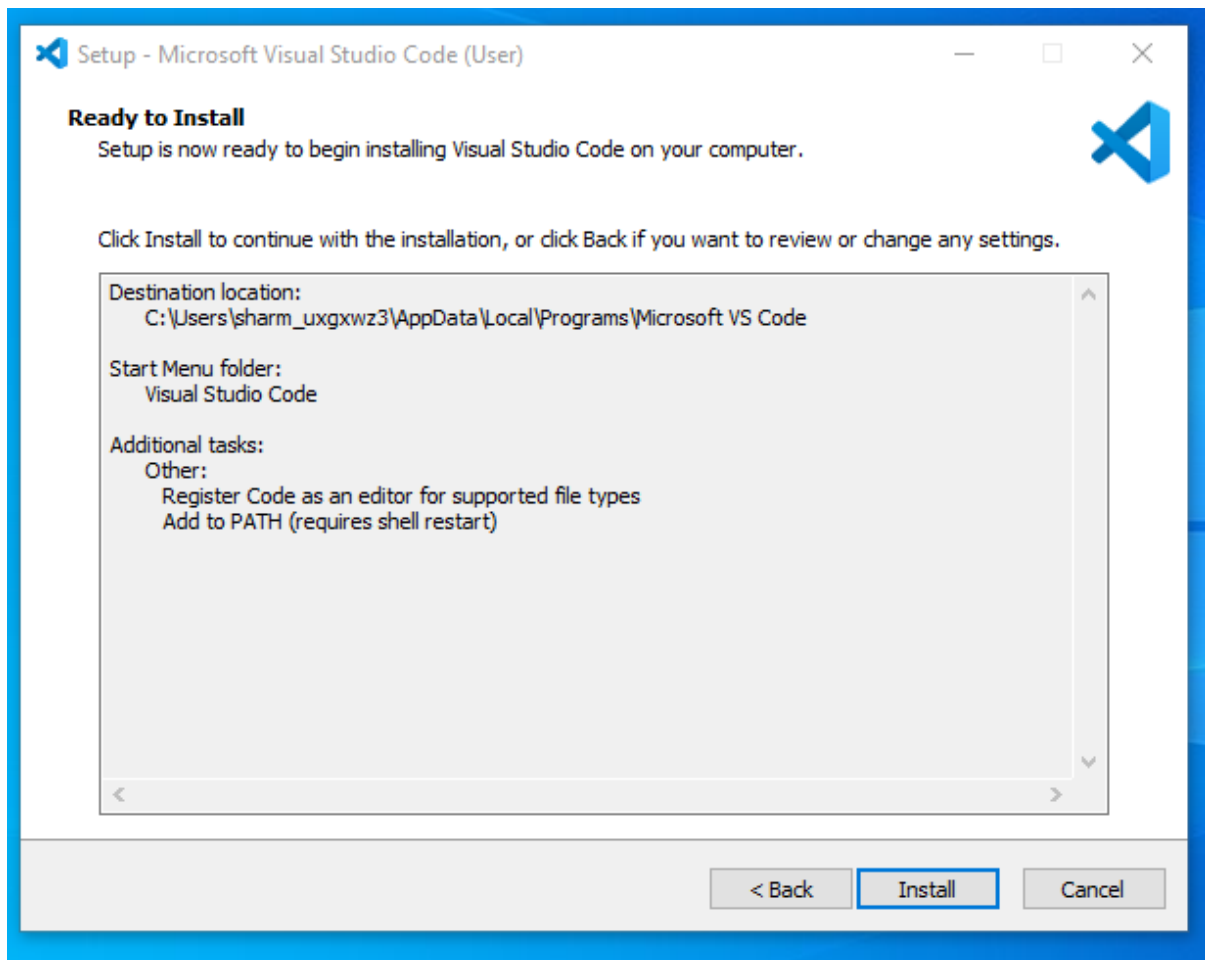 Setup - Microsoft Visual Studio Code (User)
Ready to Install
Setup is now ready to begin installing Visual Studio Code on your computer.
Click Install to continue with the installation, or click Back if you want to review or change any settings.
Destination location:
C:\Users\sharm_uxgxwz3\AppData\Local\Programs\Microsoft VS Code
Start Menu folder:
Visual Studio Code
Additional tasks:
Other:
Register Code as an editor for supported file types
Add to PATH (requires shell restart)
< Back
Install
Cancel